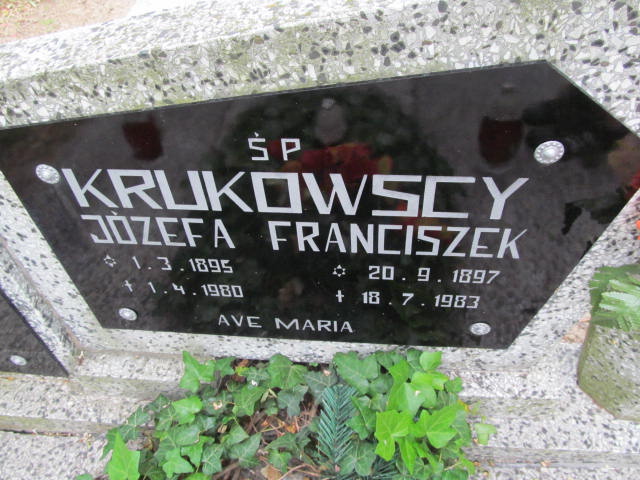 ŚP
KRUKOWSCY
JÓZEFA FRANCISZEK
1.3.1895 20.9.1897
1.4.1980 18.7.1983
AVE MARIA